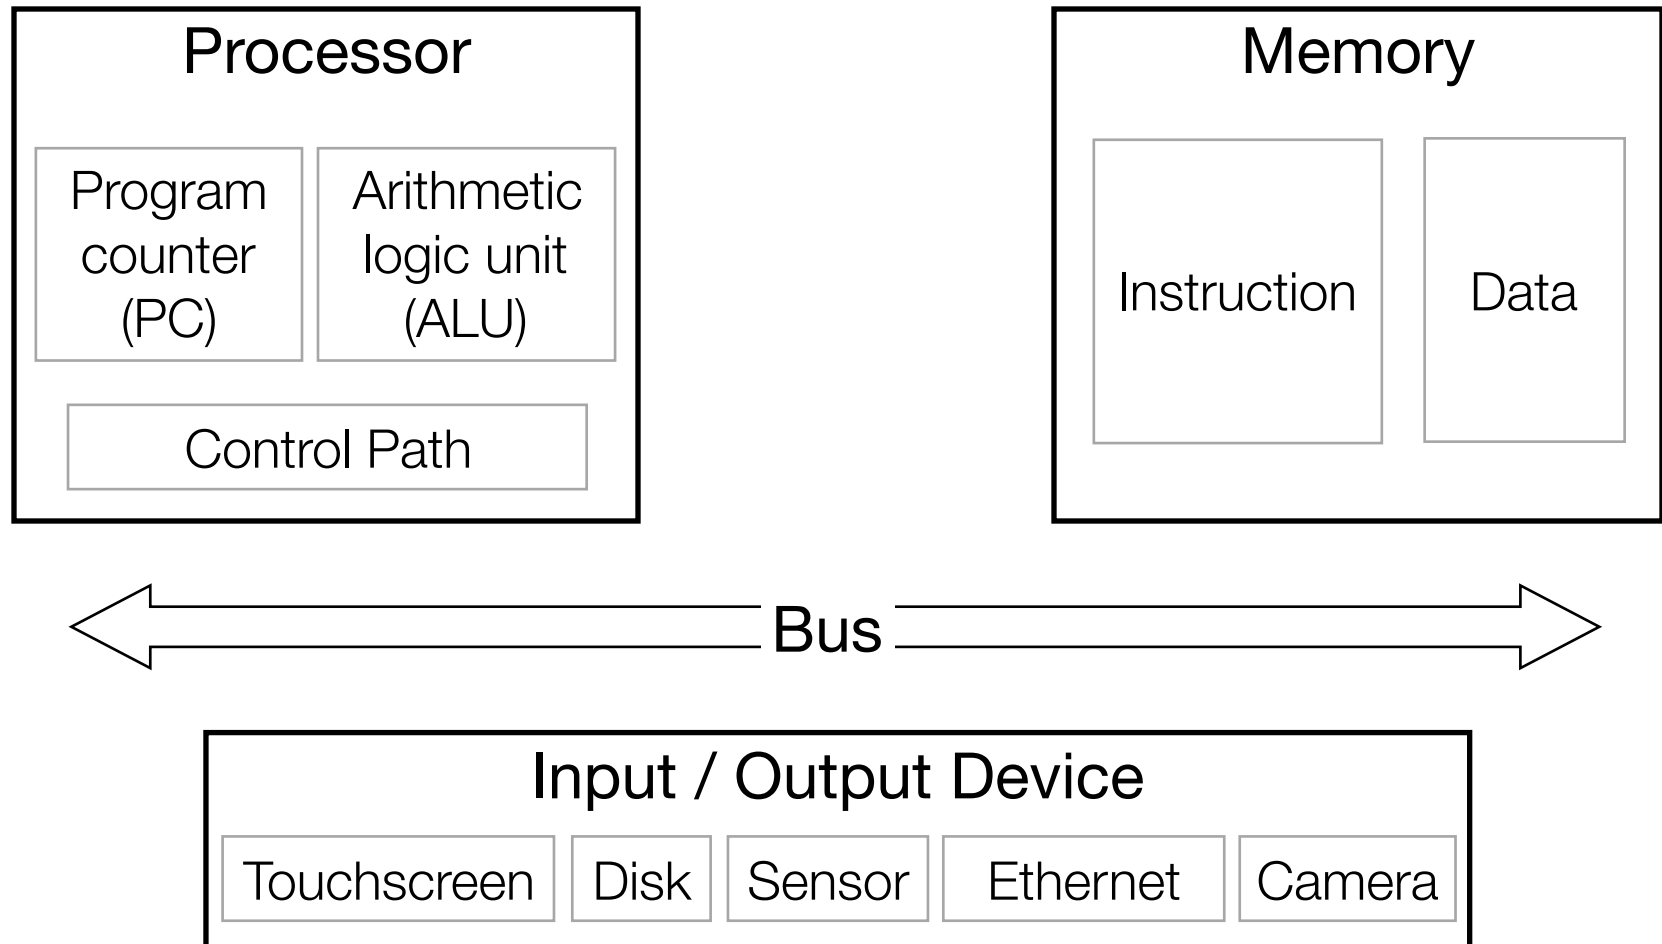 Processor
Program
counter
(PC)
Arithmetic
logic unit
(ALU)
Control Path
Memory
Instruction
Data
Bus
Input / Output Device
Touchscreen
Disk
Sensor
Ethernet
Camera